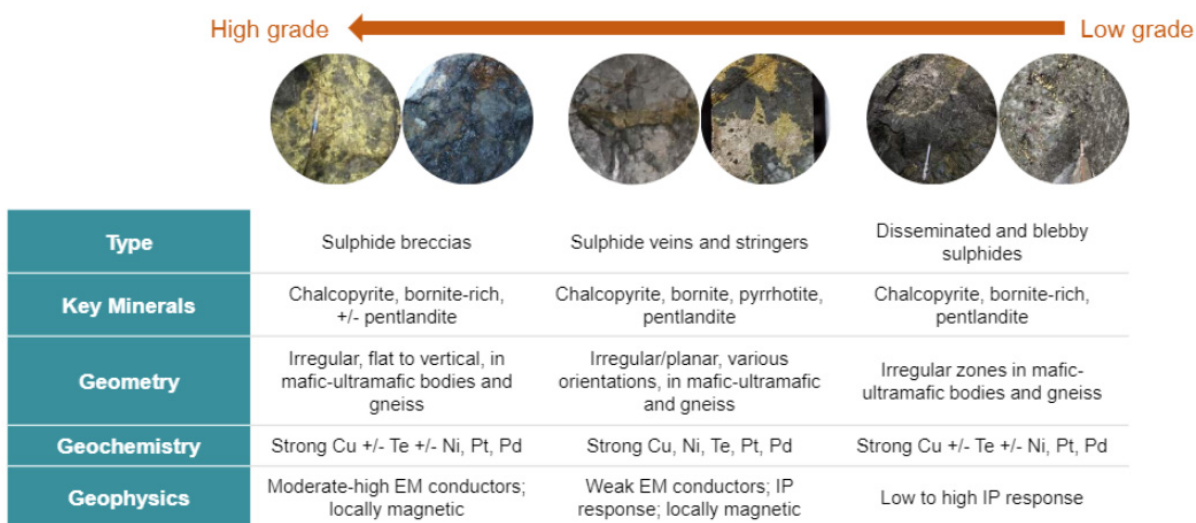 High grade
Low grade
Type
Sulphide breccias
Sulphide veins and stringers
Disseminated and blebby
sulphides
Key Minerals
Chalcopyrite, bornite-rich,
+/- pentlandite
Chalcopyrite, bornite, pyrrhotite,
pentlandite
Chalcopyrite, bornite-rich,
pentlandite
Geometry
Irregular, flat to vertical, in
mafic-ultramafic bodies and
gneiss
Irregular/planar, various
orientations, in mafic-ultramafic
and gneiss
Irregular zones in mafic-
ultramafic bodies and gneiss
Geochemistry
Strong Cu +/- Te +/- Ni, Pt, Pd
Strong Cu, Ni, Te, Pt, Pd
Strong Cu +/- Te +/- Ni, Pt, Pd
Geophysics
Moderate-high EM conductors;
locally magnetic
Weak EM conductors; IP
response; locally magnetic
Low to high IP response